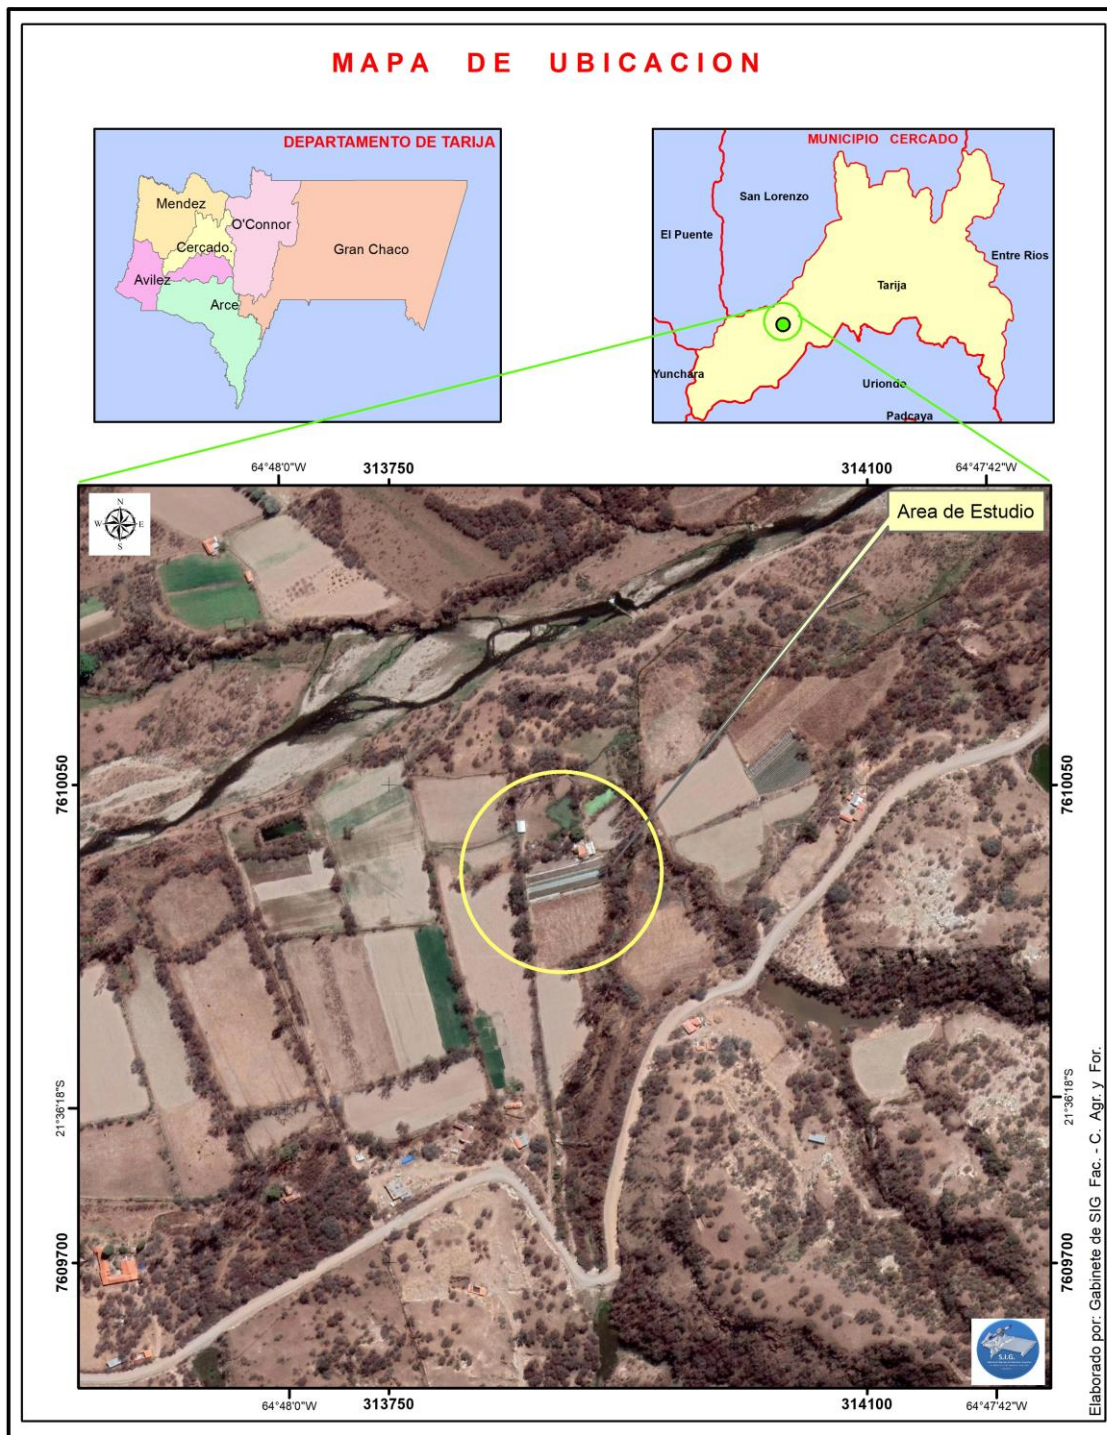 MAPA DE UBICACION
DEPARTAMENTO DE TARIJA
Mendez
O'Connor
Cercado.
Gran Chaco
Avilez
Arce
MUNICIPIO CERCADO
San Lorenzo
El Puente
Entre Rios
Tarija
Yunchara
Uriondo
Padcaya
64°48'0"W
313750
314100
64°47'42"W
N
W
E
S
Area de Estudio
7610050
7610050
21°36'18"S
21°36'18"S
7609700
7609700
S.I.G.
64°48'0"W
313750
314100
64°47'42"W
Elaborado por: Gabinete de SIG Fac. - C. Agr. y For.